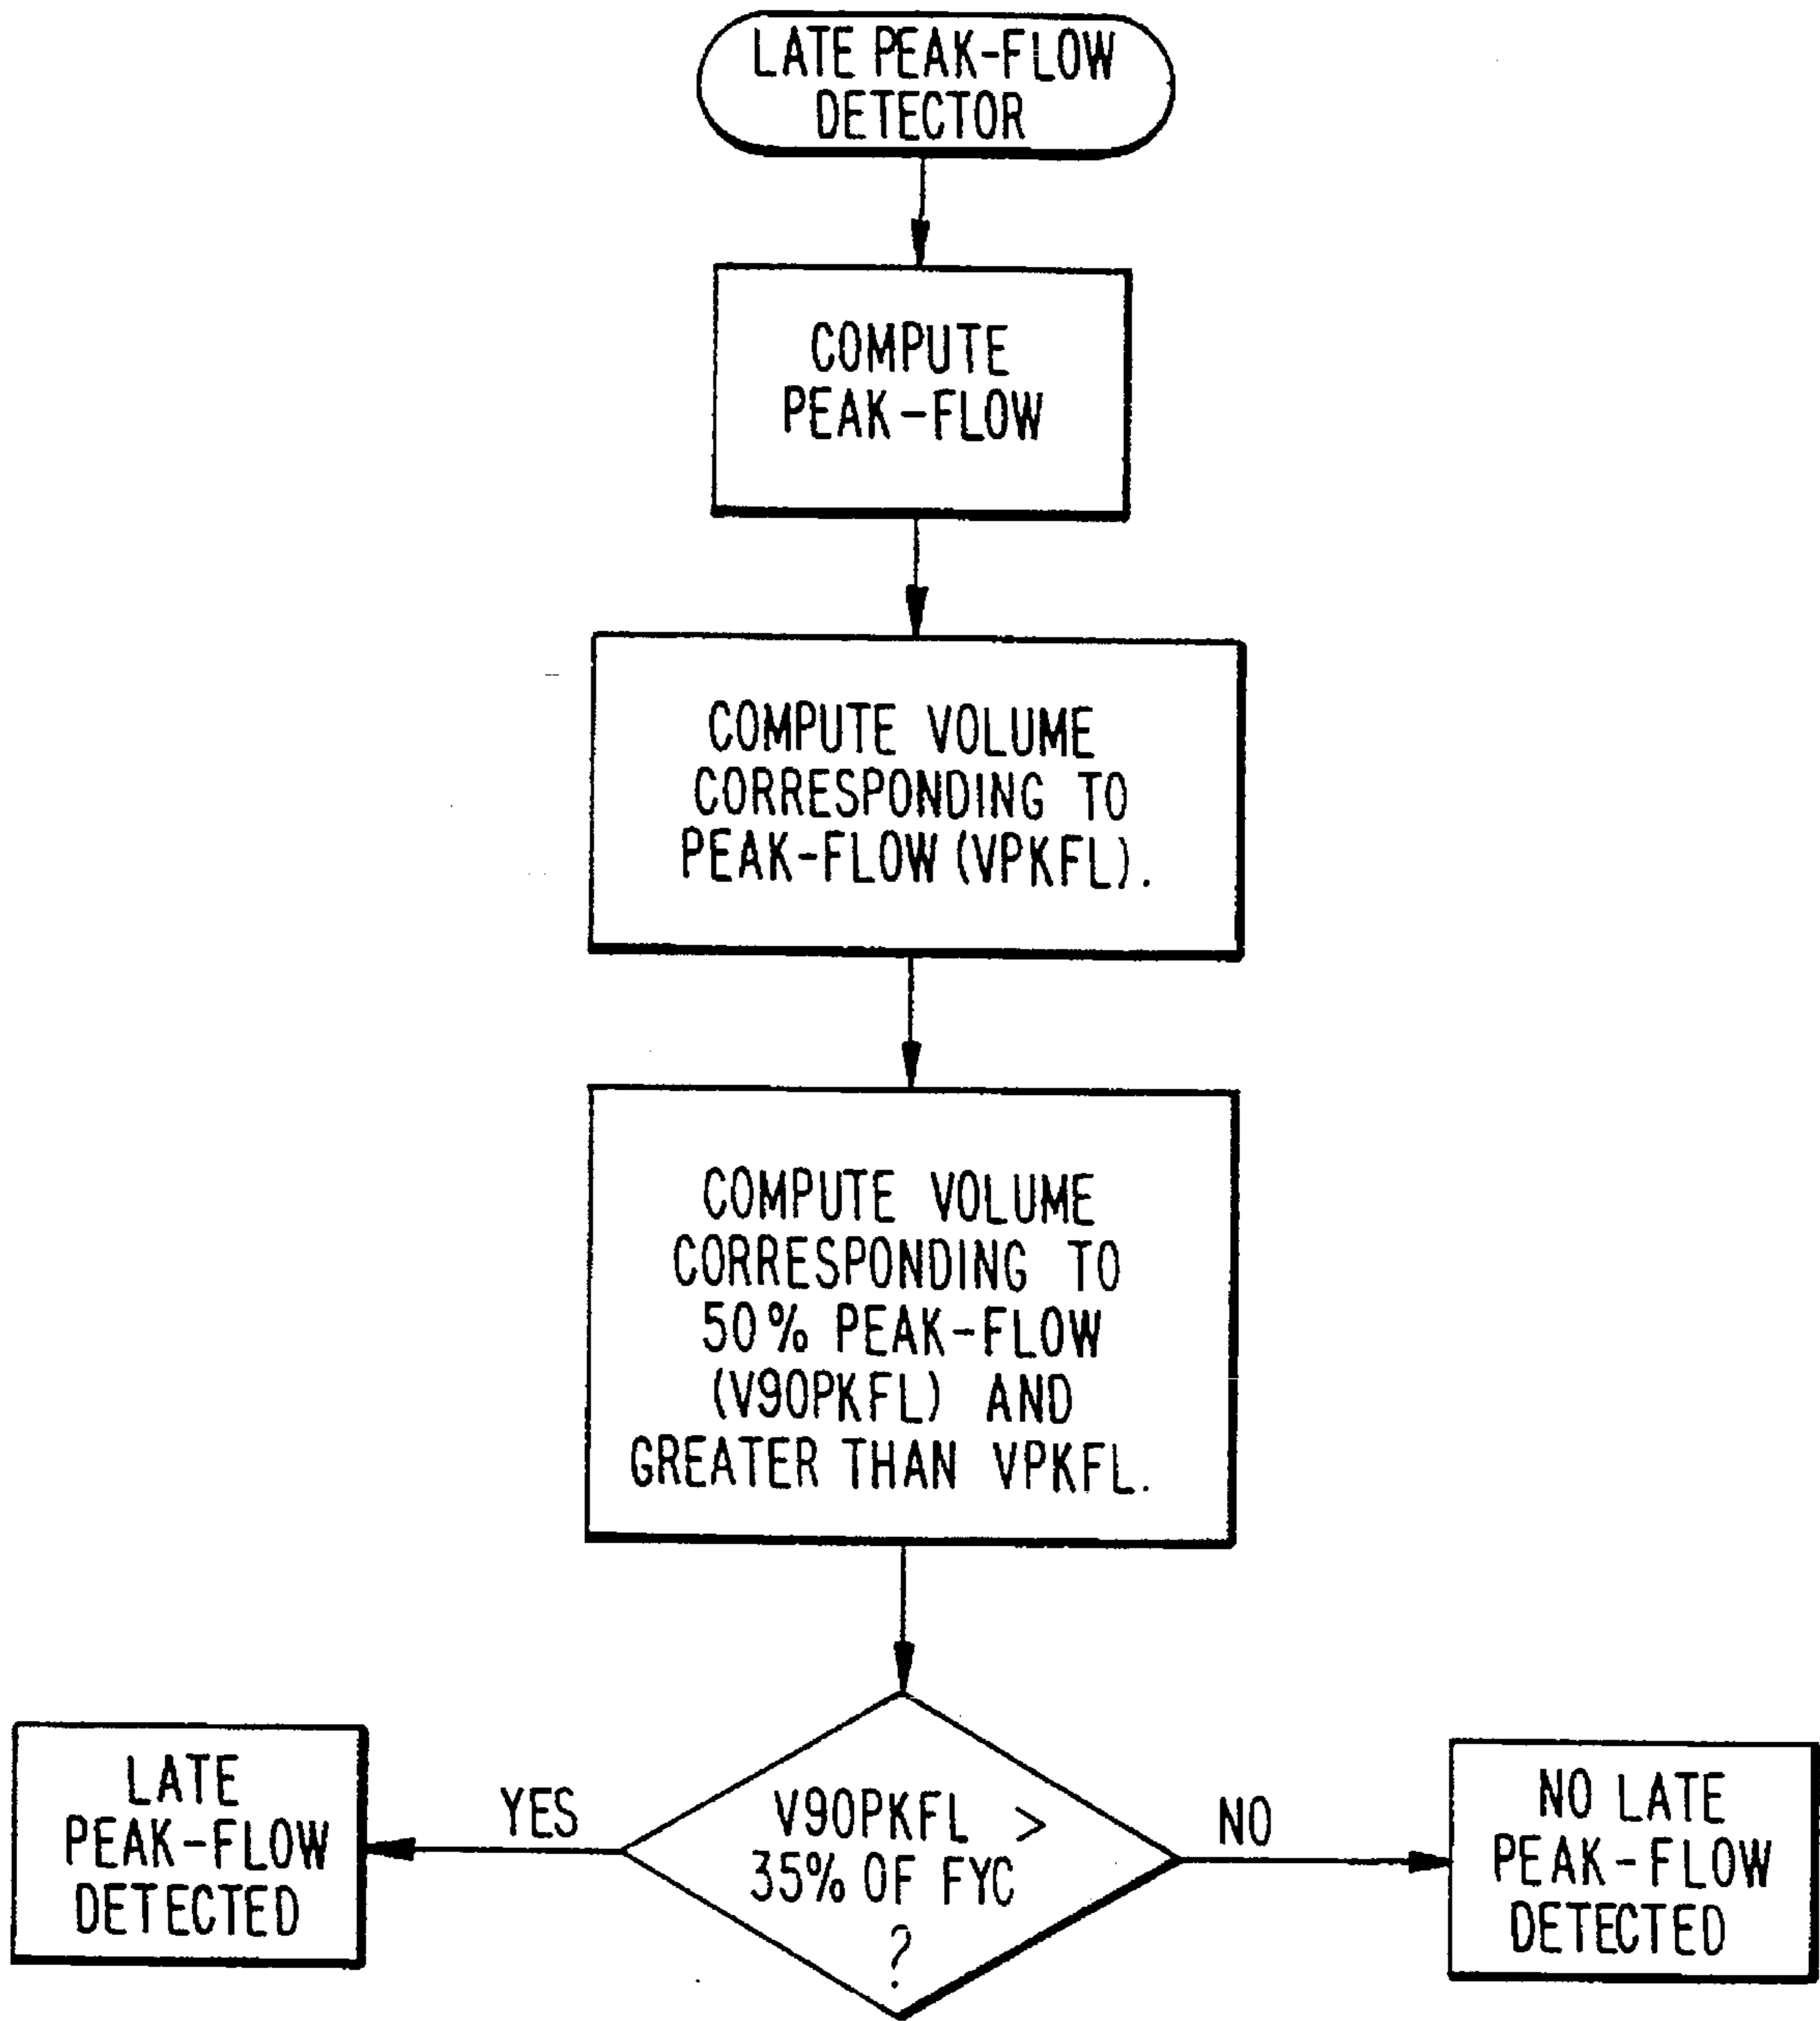 LATE PEAK-FLOW
DETECTOR
COMPUTE
PEAK-FLOW
COMPUTE VOLUME
CORRESPONDING TO
PEAK-FLOW (VPKFL).
COMPUTE VOLUME
CORRESPONDING TO
50% PEAK-FLOW
(V90PKFL) AND
GREATER THAN VPKFL.
V90PKFL >
35% OF FYC
?
YES
NO
LATE
PEAK-FLOW
DETECTED
NO LATE
PEAK-FLOW
DETECTED